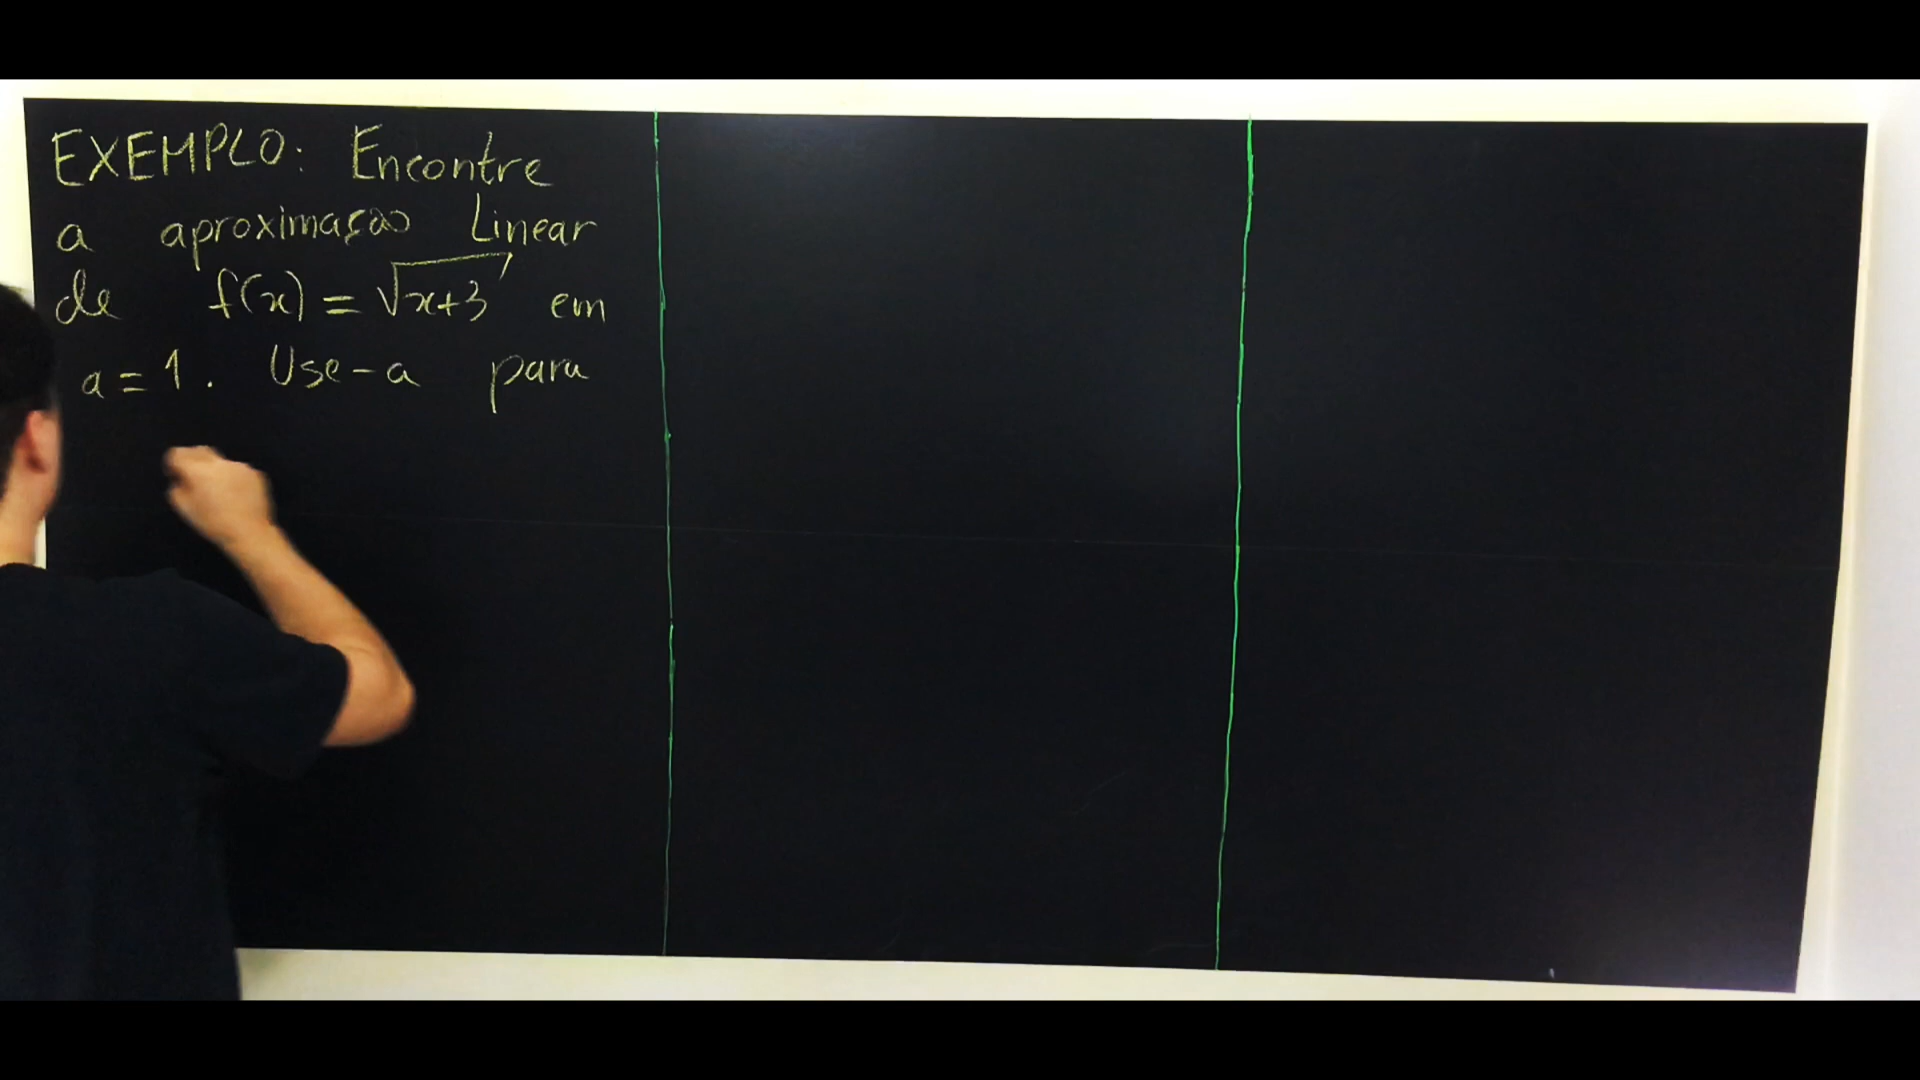 EXEMPLO: Encontre
a aproximação Linear
de f(x) = √x+3 em
a = 1. Use-a para